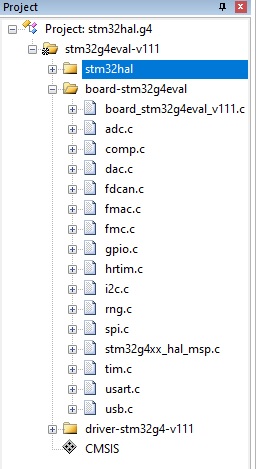 Project
Project: stm32hal.g4
stm32g4eval-v111
stm32hal
board-stm32g4eval
board_stm32g4eval_v111.c
adc.c
comp.c
dac.c
fdcan.c
fmac.c
fmc.c
gpio.c
hrtim.c
i2c.c
rng.c
spi.c
stm32g4xx_hal_msp.c
tim.c
usart.c
usb.c
driver-stm32g4-v111
CMSIS